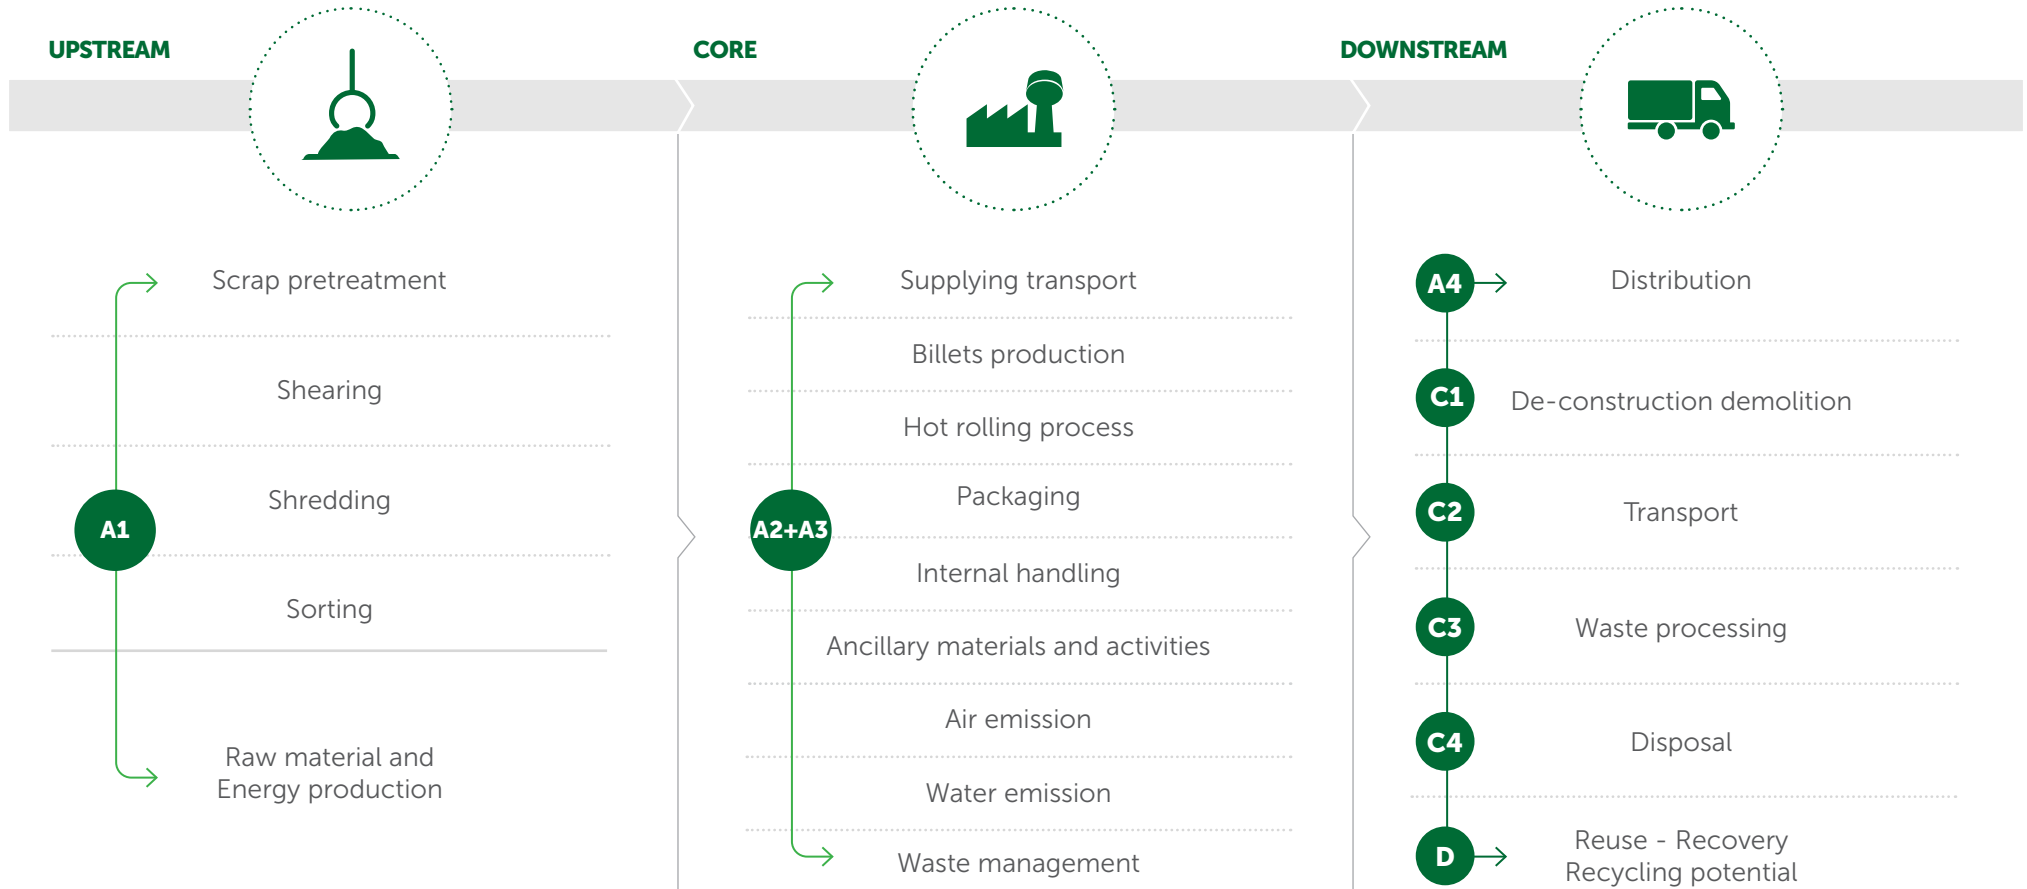 UPSTREAM
Scrap pretreatment
Shearing
Shredding
A1
Sorting
Raw material and
Energy production
CORE
Supplying transport
Billets production
Hot rolling process
Packaging
A2+A3
Internal handling
Ancillary materials and activities
Air emission
Water emission
Waste management
DOWNSTREAM
A4 Distribution
C1 De-construction demolition
C2 Transport
C3 Waste processing
C4 Disposal
D Reuse - Recovery
Recycling potential